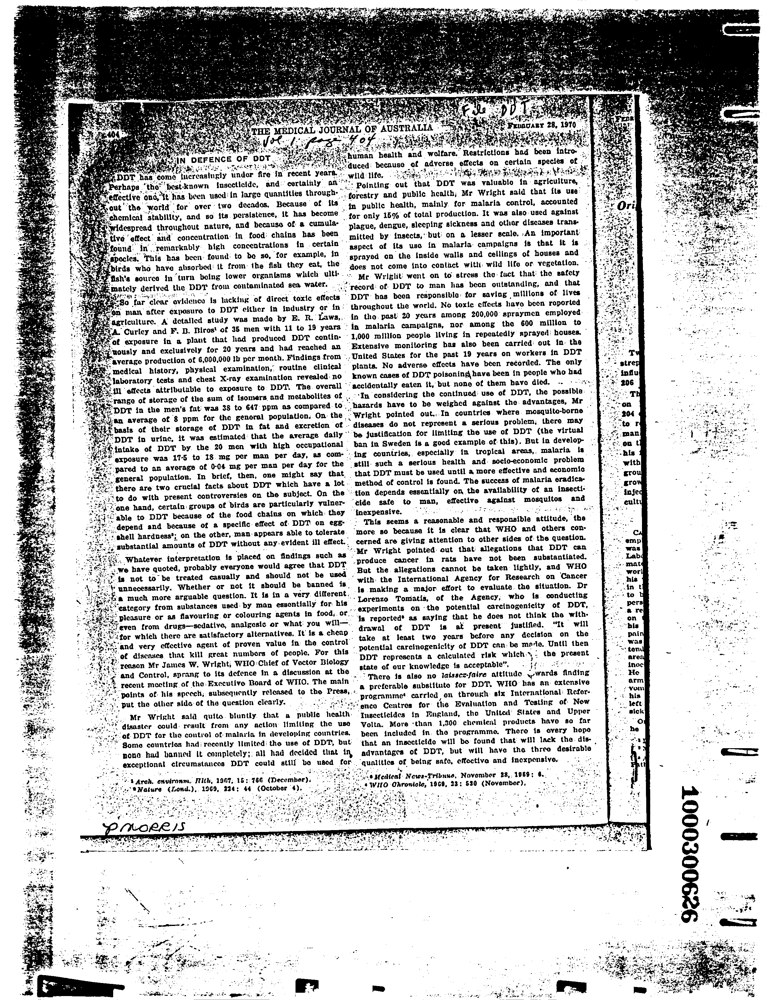 File DDT
404
THE MEDICAL JOURNAL OF AUSTRALIA
FEBRUARY 28, 1970
Vol 1 page 404
IN DEFENCE OF DDT
DDT has come increasingly under fire in recent years.
Perhaps the best-known insecticide, and certainly an
effective one, it has been used in large quantities through-
out the world for over two decades. Because of its
chemical stability, and so its persistence, it has become
widespread throughout nature, and because of a cumula-
tive effect and concentration in food chains has been
found in remarkably high concentrations in certain
species. This has been found to be so, for example, in
birds who have absorbed it from the fish they eat, the
fish's source in turn being lower organisms which ulti-
mately derived the DDT from contaminated sea water.
So far clear evidence is lacking of direct toxic effects
on man after exposure to DDT either in industry or in
agriculture. A detailed study was made by E. R. Laws,
A. Curley and F. B. Biros¹ of 35 men with 11 to 19 years
of exposure in a plant that had produced DDT contin-
uously and exclusively for 20 years and had reached an
average production of 6,000,000 lb per month. Findings from
medical history, physical examination, routine clinical
laboratory tests and chest X-ray examination revealed no
ill effects attributable to exposure to DDT. The overall
range of storage of the sum of isomers and metabolites of
DDT in the men's fat was 38 to 647 ppm as compared to
an average of 8 ppm for the general population. On the
basis of their storage of DDT in fat and excretion of
DDT in urine, it was estimated that the average daily
intake of DDT by the 20 men with high occupational
exposure was 17·5 to 18 mg per man per day, as com-
pared to an average of 0·04 mg per man per day for the
general population. In brief, then, one might say that
there are two crucial facts about DDT which have a lot
to do with present controversies on the subject. On the
one hand, certain groups of birds are particularly vulner-
able to DDT because of the food chains on which they
depend and because of a specific effect of DDT on egg-
shell hardness²; on the other, man appears able to tolerate
substantial amounts of DDT without any evident ill effect.
Whatever interpretation is placed on findings such as
we have quoted, probably everyone would agree that DDT
is not to be treated casually and should not be used
unnecessarily. Whether or not it should be banned is
a much more arguable question. It is in a very different
category from substances used by man essentially for his
pleasure or as flavouring or colouring agents in food, or
even from drugs—sedative, analgesic or what you will—
for which there are satisfactory alternatives. It is a cheap
and very effective agent of proven value in the control
of diseases that kill great numbers of people. For this
reason Mr James W. Wright, WHO Chief of Vector Biology
and Control, sprang to its defence in a discussion at the
recent meeting of the Executive Board of WHO. The main
points of his speech, subsequently released to the Press,
put the other side of the question clearly.
Mr Wright said quite bluntly that a public health
disaster could result from any action limiting the use
of DDT for the control of malaria in developing countries.
Some countries had recently limited the use of DDT, but
none had banned it completely; all had decided that in
exceptional circumstances DDT could still be used for
¹ Arch. environm. Hlth, 1967, 15: 766 (December).
² Nature (Lond.), 1969, 224: 44 (October 4).
human health and welfare. Restrictions had been intro-
duced because of adverse effects on certain species of
wild life.
Pointing out that DDT was valuable in agriculture,
forestry and public health, Mr Wright said that its use
in public health, mainly for malaria control, accounted
for only 15% of total production. It was also used against
plague, dengue, sleeping sickness and other diseases trans-
mitted by insects, but on a lesser scale. An important
aspect of its use in malaria campaigns is that it is
sprayed on the inside walls and ceilings of houses and
does not come into contact with wild life or vegetation.
Mr Wright went on to stress the fact that the safety
record of DDT to man has been outstanding, and that
DDT has been responsible for saving millions of lives
throughout the world. No toxic effects have been reported
in the past 20 years among 200,000 spraymen employed
in malaria campaigns, nor among the 600 million to
1,000 million people living in repeatedly sprayed houses.
Extensive monitoring has also been carried out in the
United States for the past 19 years on workers in DDT
plants. No adverse effects have been recorded. The only
known cases of DDT poisoning have been in people who had
accidentally eaten it, but none of them have died.
In considering the continued use of DDT, the possible
hazards have to be weighed against the advantages, Mr
Wright pointed out. In countries where mosquito-borne
diseases do not represent a serious problem, there may
be justification for limiting the use of DDT (the virtual
ban in Sweden is a good example of this). But in develop-
ing countries, especially in tropical areas, malaria is
still such a serious health and socio-economic problem
that DDT must be used until a more effective and economic
method of control is found. The success of malaria eradica-
tion depends essentially on the availability of an insecti-
cide safe to man, effective against mosquitos and
inexpensive.
This seems a reasonable and responsible attitude, the
more so because it is clear that WHO and others con-
cerned are giving attention to other sides of the question.
Mr Wright pointed out that allegations that DDT can
produce cancer in rats have not been substantiated.
But the allegations cannot be taken lightly, and WHO
with the International Agency for Research on Cancer
is making a major effort to evaluate the situation. Dr
Lorenzo Tomatis, of the Agency, who is conducting
experiments on the potential carcinogenicity of DDT,
is reported³ as saying that he does not think the with-
drawal of DDT is at present justified. "It will
take at least two years before any decision on the
potential carcinogenicity of DDT can be made. Until then
DDT represents a calculated risk which the present
state of our knowledge is acceptable".
There is also no laissez-faire attitude towards finding
a preferable substitute for DDT. WHO has an extensive
programme⁴ carried on through six International Refer-
ence Centres for the Evaluation and Testing of New
Insecticides in England, the United States and Upper
Volta. More than 1,300 chemical products have so far
been included in the programme. There is every hope
that an insecticide will be found that will lack the dis-
advantages of DDT, but will have the three desirable
qualities of being safe, effective and inexpensive.
³ Medical News-Tribune, November 28, 1969: 6.
⁴ WHO Chronicle, 1969, 23: 530 (November).
P MORRIS
1000300626